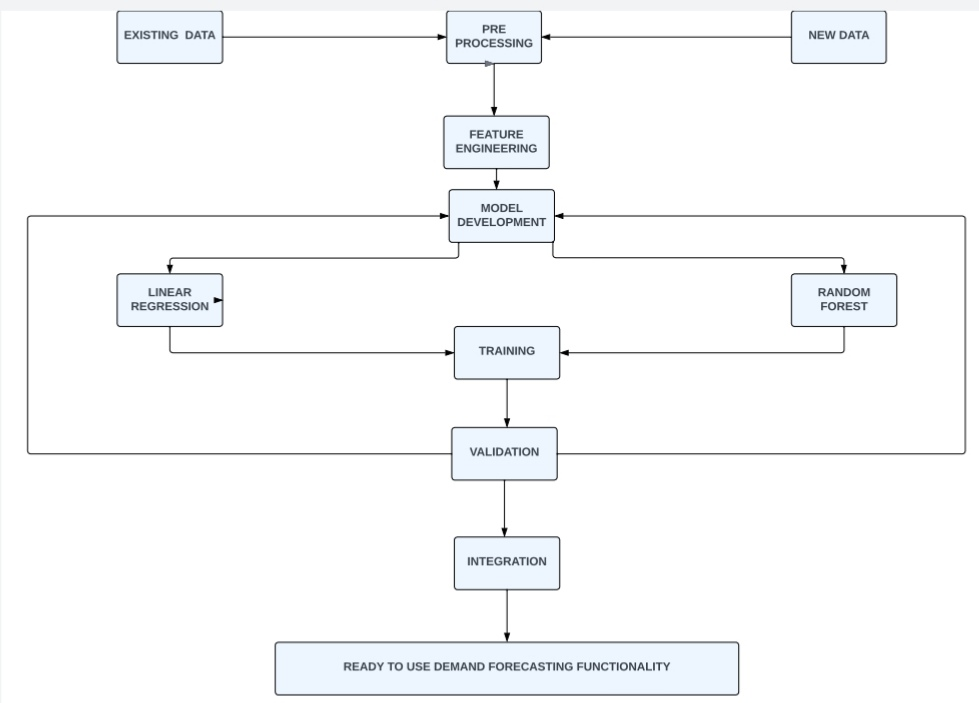 EXISTING DATA
PRE
PROCESSING
NEW DATA
FEATURE
ENGINEERING
MODEL
DEVELOPMENT
LINEAR
REGRESSION
RANDOM
FOREST
TRAINING
VALIDATION
INTEGRATION
READY TO USE DEMAND FORECASTING FUNCTIONALITY